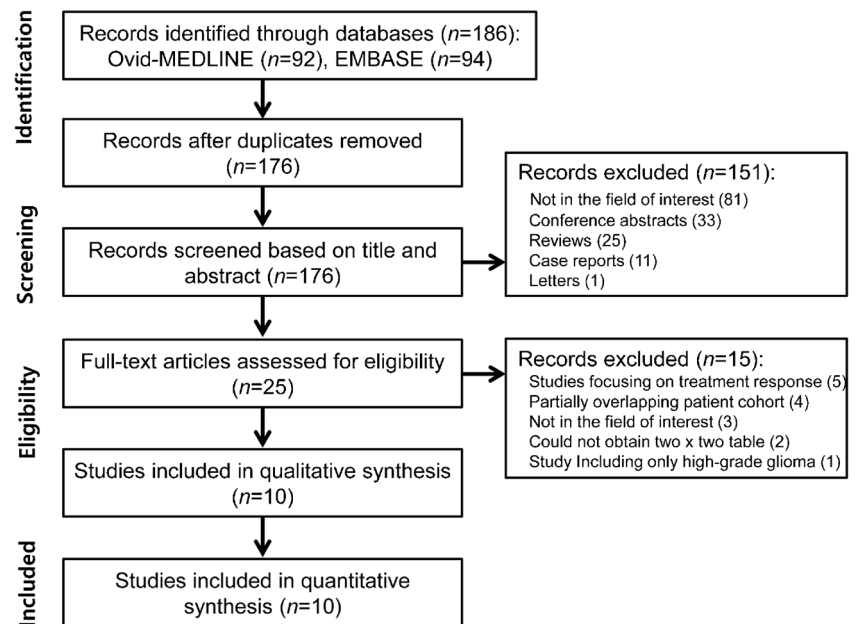 Identification
Records identified through databases (n=186):
Ovid-MEDLINE (n=92), EMBASE (n=94)
Records after duplicates removed
(n=176)
Screening
Records screened based on title and
abstract (n=176)
Records excluded (n=151):
Not in the field of interest (81)
Conference abstracts (33)
Reviews (25)
Case reports (11)
Letters (1)
Eligibility
Full-text articles assessed for eligibility
(n=25)
Records excluded (n=15):
Studies focusing on treatment response (5)
Partially overlapping patient cohort (4)
Not in the field of interest (3)
Could not obtain two x two table (2)
Study Including only high-grade glioma (1)
Studies included in qualitative synthesis
(n=10)
Included
Studies included in quantitative
synthesis (n=10)